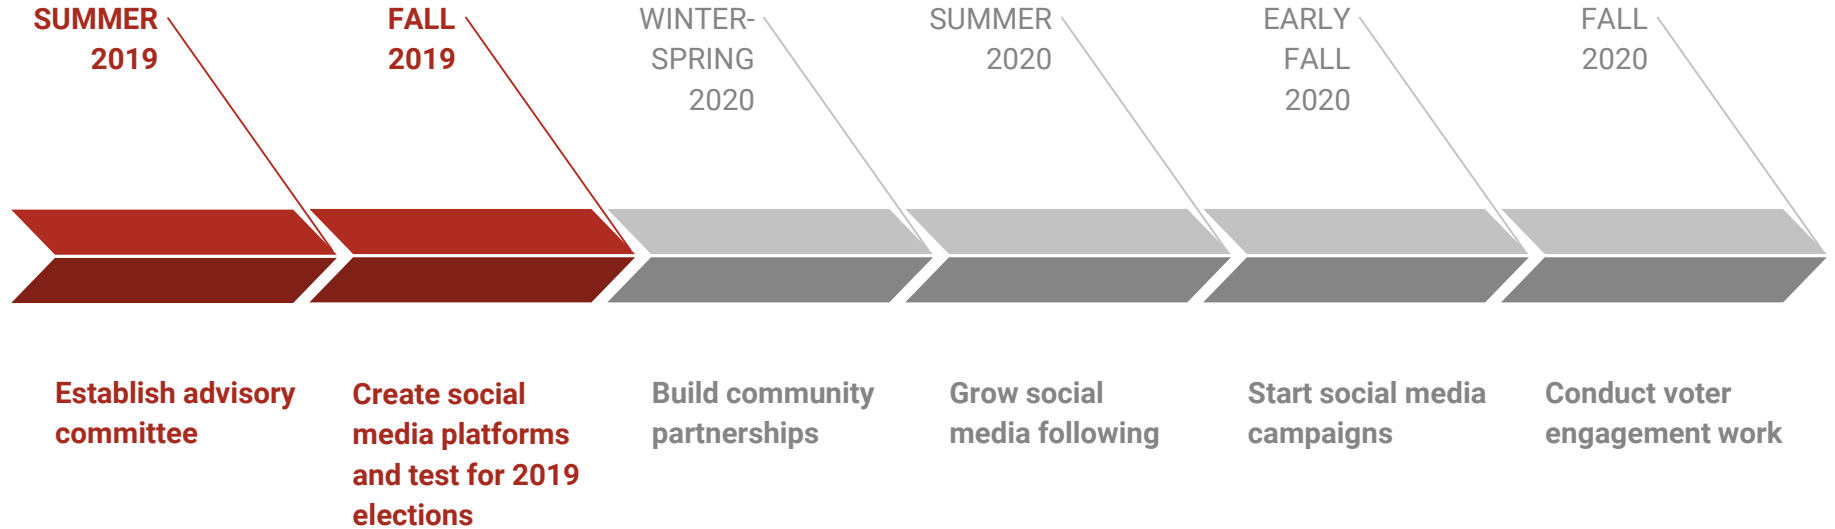 SUMMER
2019
FALL
2019
WINTER-
SPRING
2020
SUMMER
2020
EARLY
FALL
2020
FALL
2020
Establish advisory
committee
Create social
media platforms
and test for 2019
elections
Build community
partnerships
Grow social
media following
Start social media
campaigns
Conduct voter
engagement work